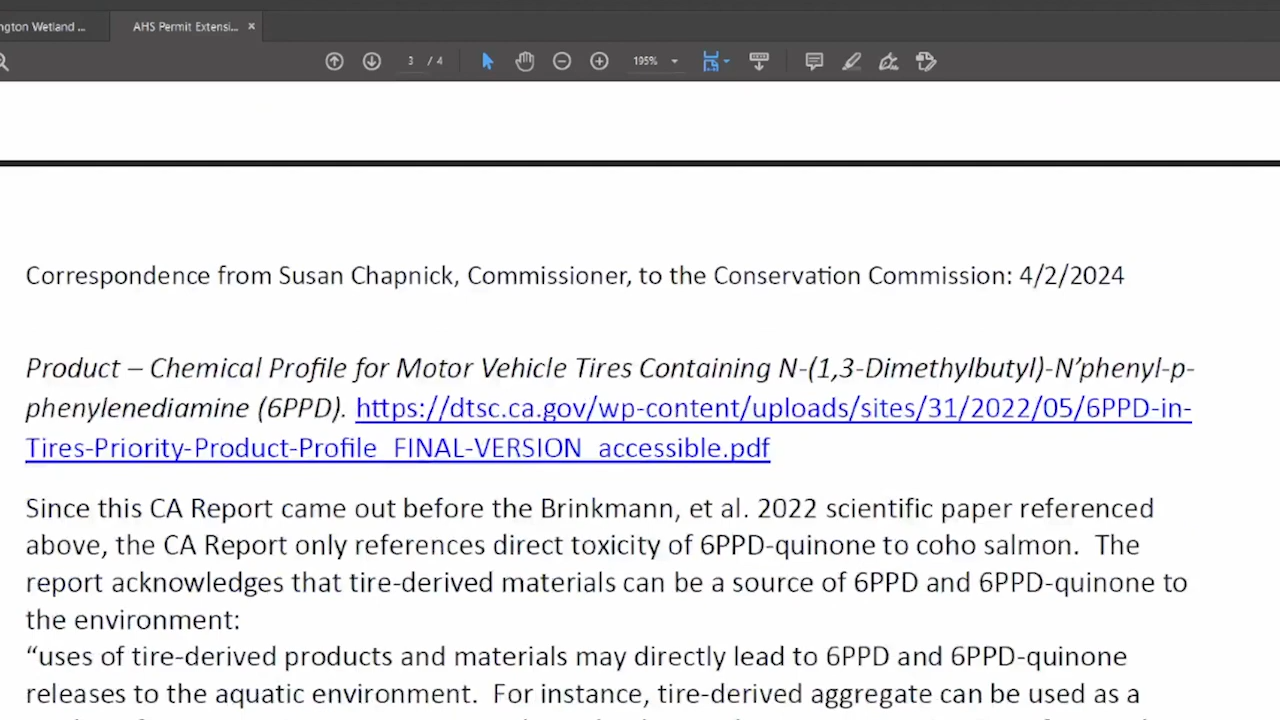 ngton Wetland ...
AHS Permit Extensi... ×
3 / 4
195%
Correspondence from Susan Chapnick, Commissioner, to the Conservation Commission: 4/2/2024
Product – Chemical Profile for Motor Vehicle Tires Containing N-(1,3-Dimethylbutyl)-N’phenyl-p-
phenylenediamine (6PPD). https://dtsc.ca.gov/wp-content/uploads/sites/31/2022/05/6PPD-in-
Tires-Priority-Product-Profile_FINAL-VERSION_accessible.pdf
Since this CA Report came out before the Brinkmann, et al. 2022 scientific paper referenced
above, the CA Report only references direct toxicity of 6PPD-quinone to coho salmon.  The
report acknowledges that tire-derived materials can be a source of 6PPD and 6PPD-quinone to
the environment:
“uses of tire-derived products and materials may directly lead to 6PPD and 6PPD-quinone
releases to the aquatic environment.  For instance, tire-derived aggregate can be used as a